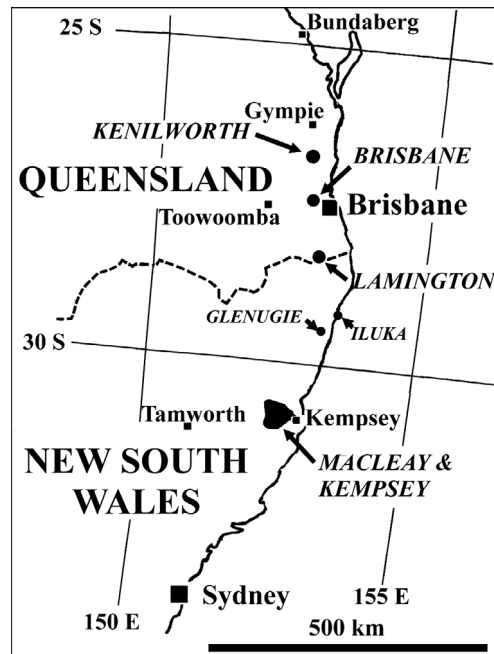 25 S
Bundaberg
Gympie
KENILWORTH
BRISBANE
QUEENSLAND
Brisbane
Toowoomba
LAMINGTON
GLENUGIE
ILUKA
30 S
Tamworth
Kempsey
NEW SOUTH
WALES
MACLEAY &
KEMPSEY
Sydney
150 E
155 E
500 km